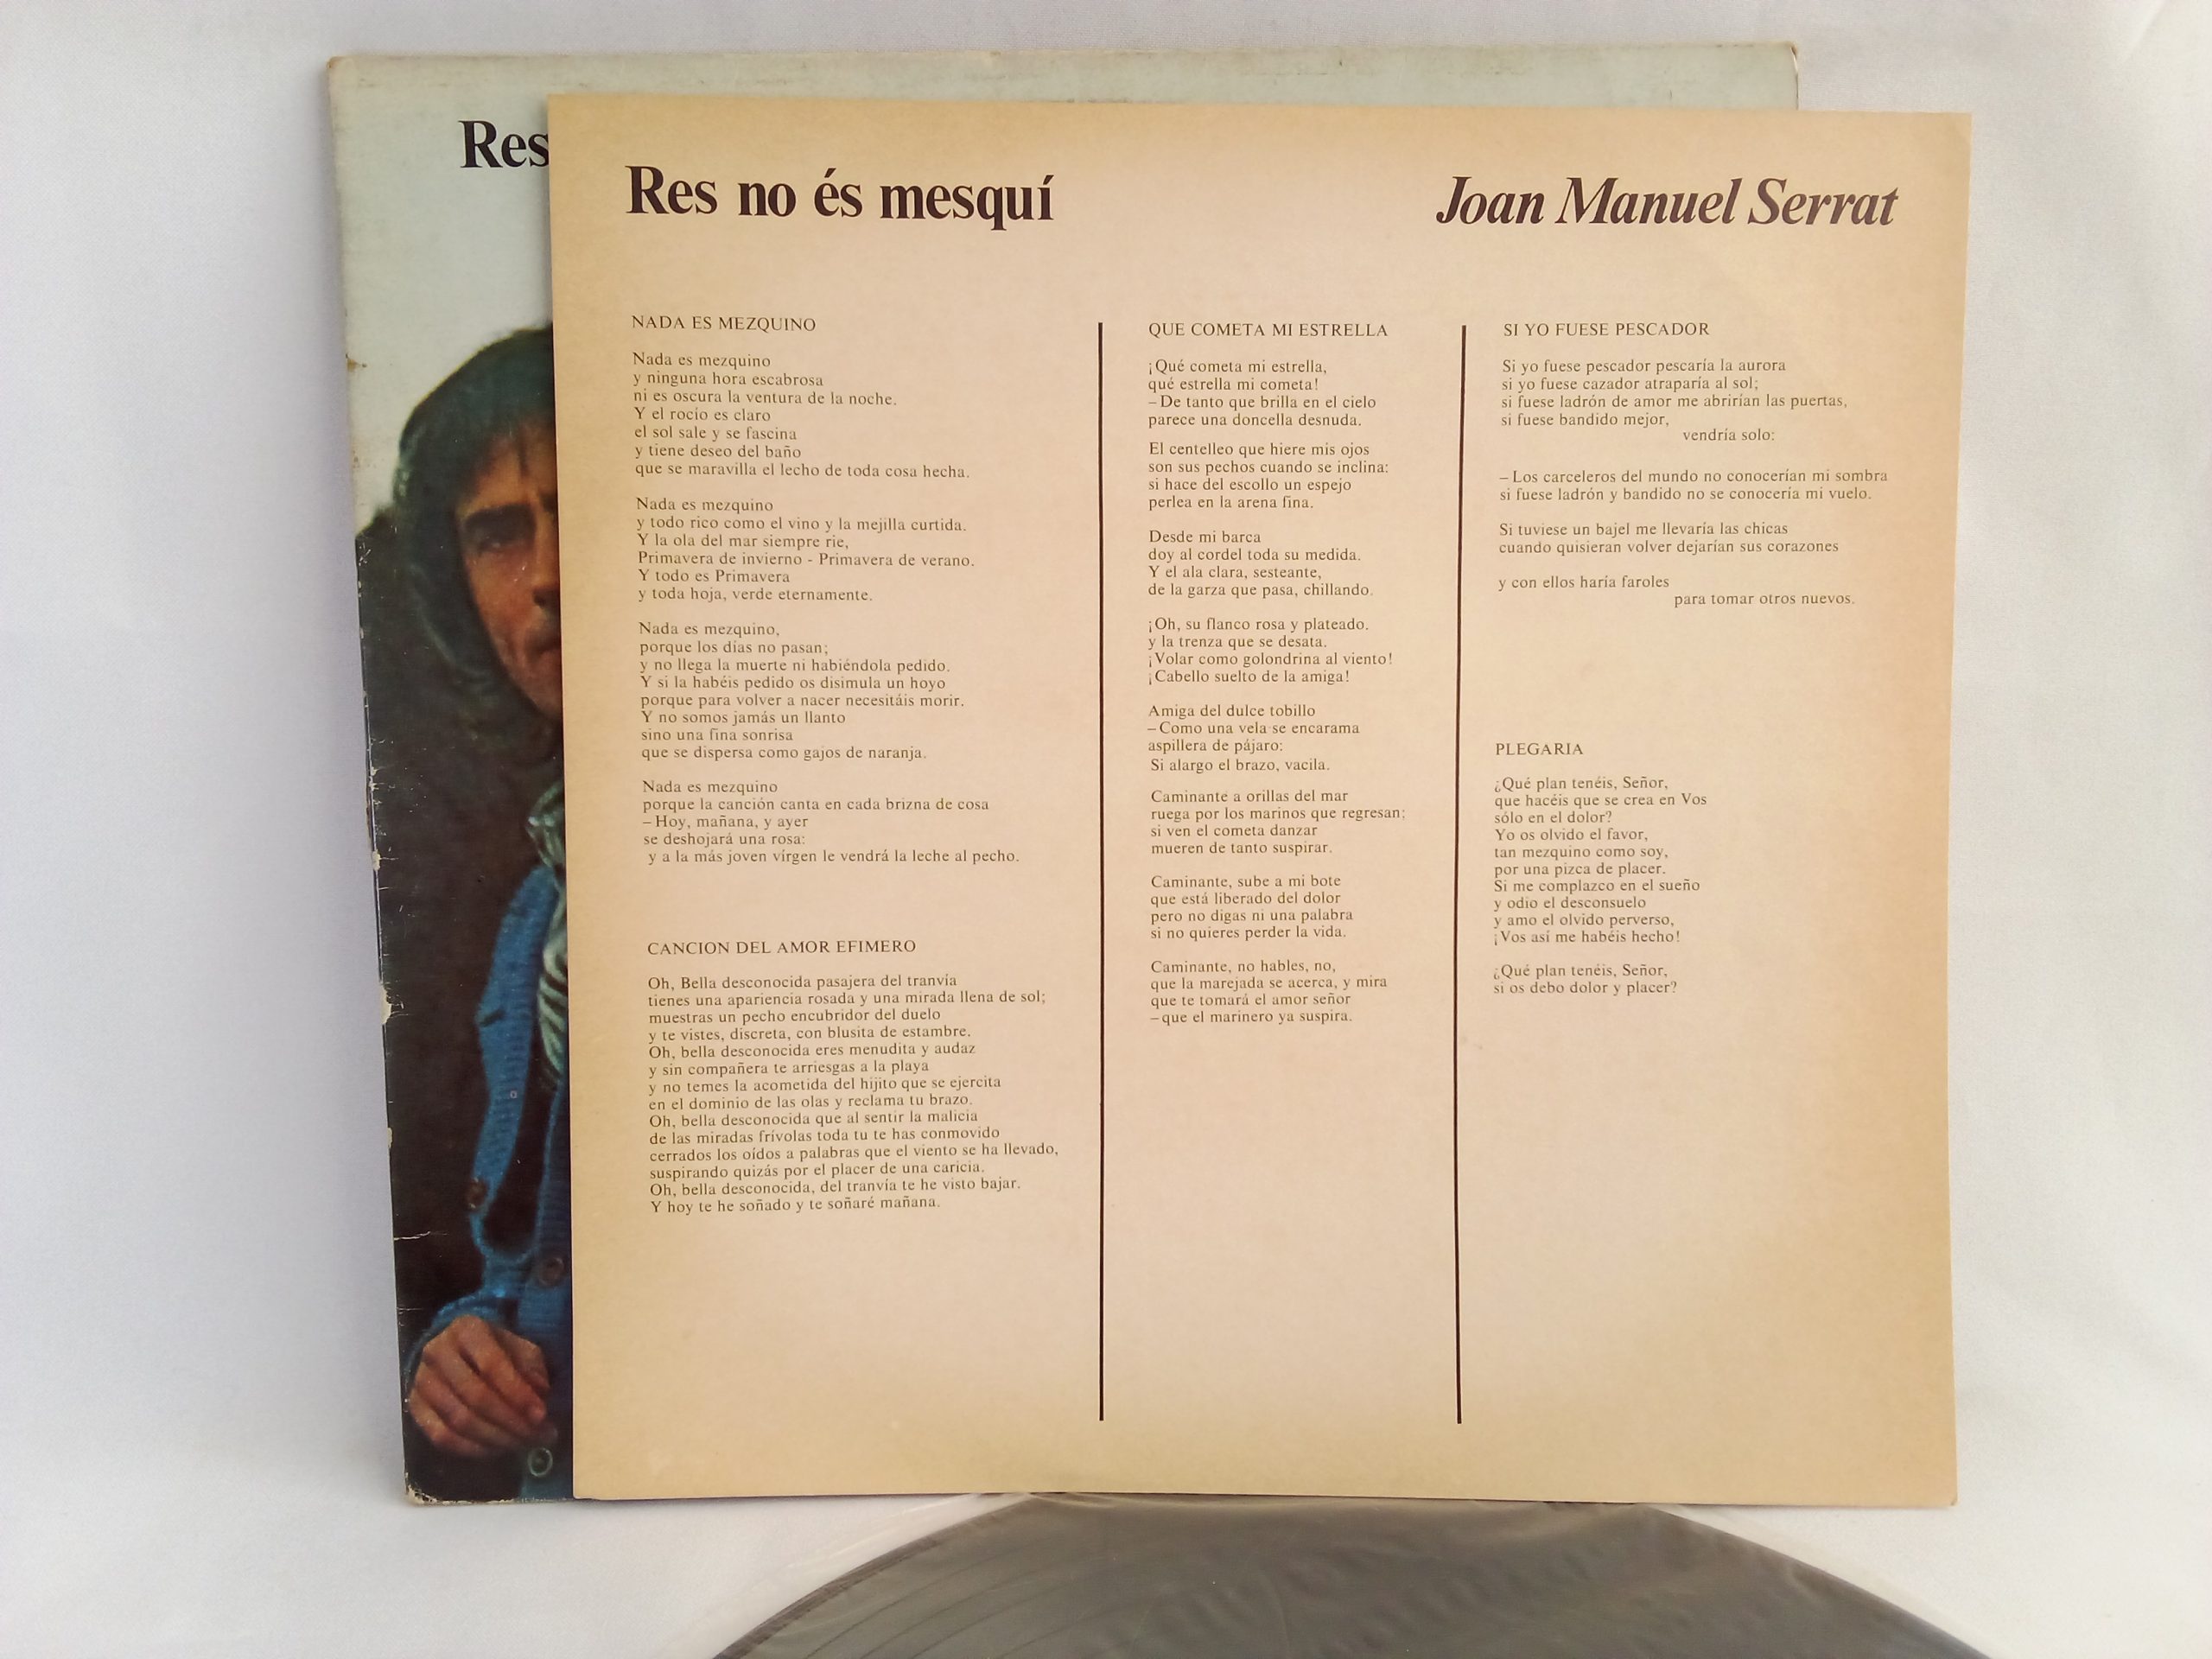 Res
Res no és mesquí
Joan Manuel Serrat
NADA ES MEZQUINO
Nada es mezquino
y ninguna hora escabrosa
ni es oscura la ventura de la noche.
Y el rocío es claro
el sol sale y se fascina
y tiene deseo del baño
que se maravilla el lecho de toda cosa hecha.
Nada es mezquino
y todo rico como el vino y la mejilla curtida.
Y la ola del mar siempre rie,
Primavera de invierno - Primavera de verano.
Y todo es Primavera
y toda hoja, verde eternamente.
Nada es mezquino,
porque los días no pasan;
y no llega la muerte ni habiéndola pedido.
Y si la habéis pedido os disimula un hoyo
porque para volver a nacer necesitáis morir.
Y no somos jamás un llanto
sino una fina sonrisa
que se dispersa como gajos de naranja.
Nada es mezquino
porque la canción canta en cada brizna de cosa
– Hoy, mañana, y ayer
se deshojará una rosa:
y a la más joven vírgen le vendrá la leche al pecho.
CANCION DEL AMOR EFIMERO
Oh, Bella desconocida pasajera del tranvía
tienes una apariencia rosada y una mirada llena de sol;
muestras un pecho encubridor del duelo
y te vistes, discreta, con blusita de estambre.
Oh, bella desconocida eres menudita y audaz
y sin compañera te arriesgas a la playa
y no temes la acometida del hijito que se ejercita
en el dominio de las olas y reclama tu brazo.
Oh, bella desconocida que al sentir la malicia
de las miradas frívolas toda tu te has conmovido
cerrados los oídos a palabras que el viento se ha llevado,
suspirando quizás por el placer de una caricia.
Oh, bella desconocida, del tranvía te he visto bajar.
Y hoy te he soñado y te soñaré mañana.
QUE COMETA MI ESTRELLA
¡Qué cometa mi estrella,
qué estrella mi cometa!
– De tanto que brilla en el cielo
parece una doncella desnuda.
El centelleo que hiere mis ojos
son sus pechos cuando se inclina:
si hace del escollo un espejo
perlea en la arena fina.
Desde mi barca
doy al cordel toda su medida.
Y el ala clara, sesteante,
de la garza que pasa, chillando.
¡Oh, su flanco rosa y plateado.
y la trenza que se desata.
¡Volar como golondrina al viento!
¡Cabello suelto de la amiga!
Amiga del dulce tobillo
– Como una vela se encarama
aspillera de pájaro:
Si alargo el brazo, vacila.
Caminante a orillas del mar
ruega por los marinos que regresan;
si ven el cometa danzar
mueren de tanto suspirar.
Caminante, sube a mi bote
que está liberado del dolor
pero no digas ni una palabra
si no quieres perder la vida.
Caminante, no hables, no,
que la marejada se acerca, y mira
que te tomará el amor señor
– que el marinero ya suspira.
SI YO FUESE PESCADOR
Si yo fuese pescador pescaría la aurora
si yo fuese cazador atraparía al sol;
si fuese ladrón de amor me abrirían las puertas,
si fuese bandido mejor,
vendría solo:
– Los carceleros del mundo no conocerían mi sombra
si fuese ladrón y bandido no se conocería mi vuelo.
Si tuviese un bajel me llevaría las chicas
cuando quisieran volver dejarían sus corazones
y con ellos haría faroles
para tomar otros nuevos.
PLEGARIA
¿Qué plan tenéis, Señor,
que hacéis que se crea en Vos
sólo en el dolor?
Yo os olvido el favor,
tan mezquino como soy,
por una pizca de placer.
Si me complazco en el sueño
y odio el desconsuelo
y amo el olvido perverso,
¡Vos así me habéis hecho!
¿Qué plan tenéis, Señor,
si os debo dolor y placer?